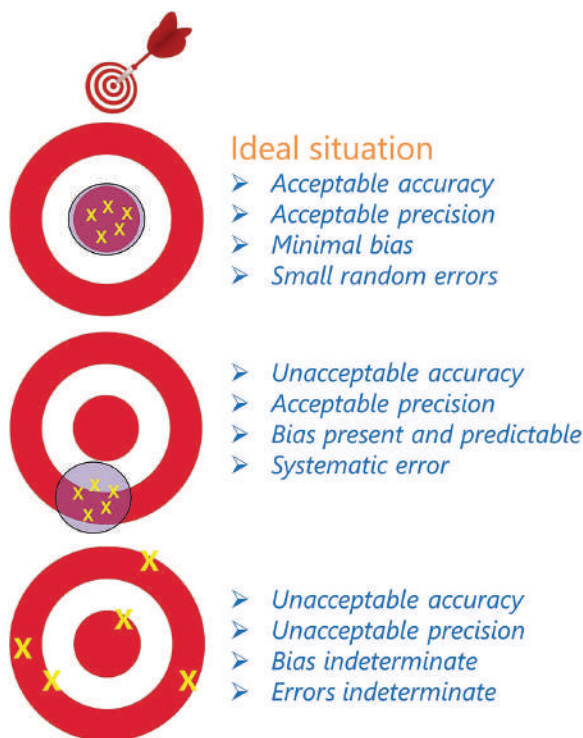 Ideal situation
➢ Acceptable accuracy
➢ Acceptable precision
➢ Minimal bias
➢ Small random errors
X X X X X
➢ Unacceptable accuracy
➢ Acceptable precision
➢ Bias present and predictable
➢ Systematic error
X X X X X
➢ Unacceptable accuracy
➢ Unacceptable precision
➢ Bias indeterminate
➢ Errors indeterminate
X X X X X